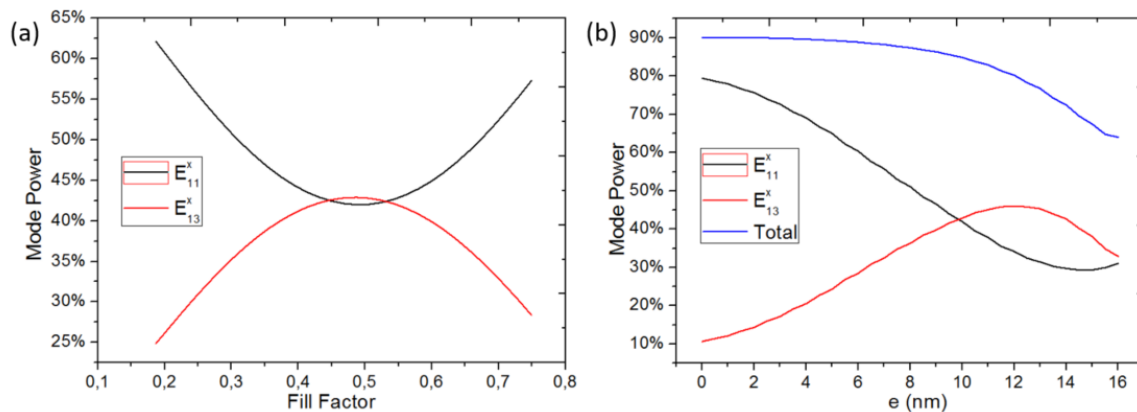 (a)
Mode Power
65%
60%
55%
50%
45%
40%
35%
30%
25%
E^x_11
E^x_13
0,1 0,2 0,3 0,4 0,5 0,6 0,7 0,8
Fill Factor
(b)
Mode Power
90%
80%
70%
60%
50%
40%
30%
20%
10%
E^x_11
E^x_13
Total
0 2 4 6 8 10 12 14 16
e (nm)